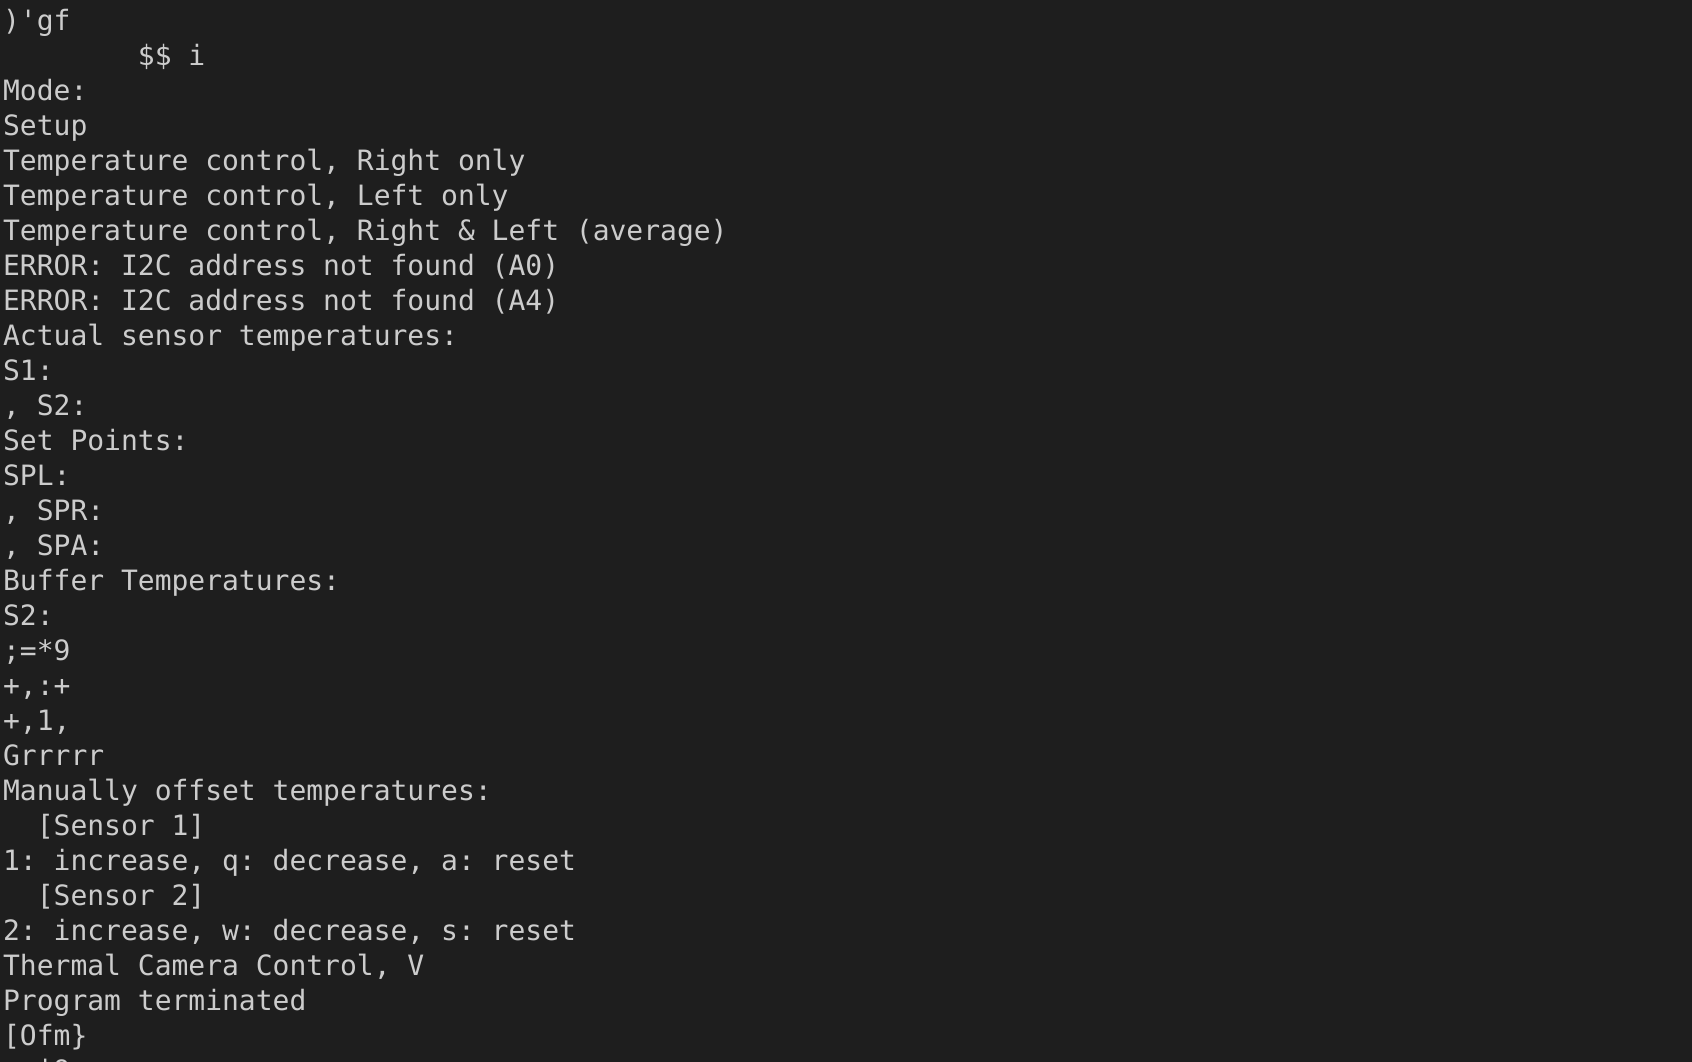 )'gf
        $$ i
Mode:
Setup
Temperature control, Right only
Temperature control, Left only
Temperature control, Right & Left (average)
ERROR: I2C address not found (A0)
ERROR: I2C address not found (A4)
Actual sensor temperatures:
S1:
, S2:
Set Points:
SPL:
, SPR:
, SPA:
Buffer Temperatures:
S2:
;=*9
+,:+
+,1,
Grrrrr
Manually offset temperatures:
  [Sensor 1]
1: increase, q: decrease, a: reset
  [Sensor 2]
2: increase, w: decrease, s: reset
Thermal Camera Control, V
Program terminated
[Ofm}